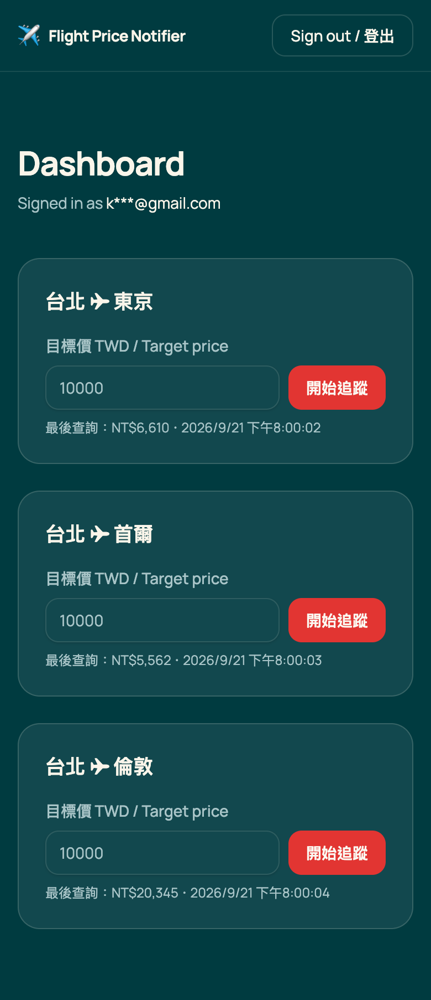 ✈️ Flight Price Notifier
Sign out / 登出
Dashboard
Signed in as k***@gmail.com
台北 ✈ 東京
目標價 TWD / Target price
10000
開始追蹤
最後查詢：NT$6,610 · 2026/9/21 下午8:00:02
台北 ✈ 首爾
目標價 TWD / Target price
10000
開始追蹤
最後查詢：NT$5,562 · 2026/9/21 下午8:00:03
台北 ✈ 倫敦
目標價 TWD / Target price
10000
開始追蹤
最後查詢：NT$20,345 · 2026/9/21 下午8:00:04